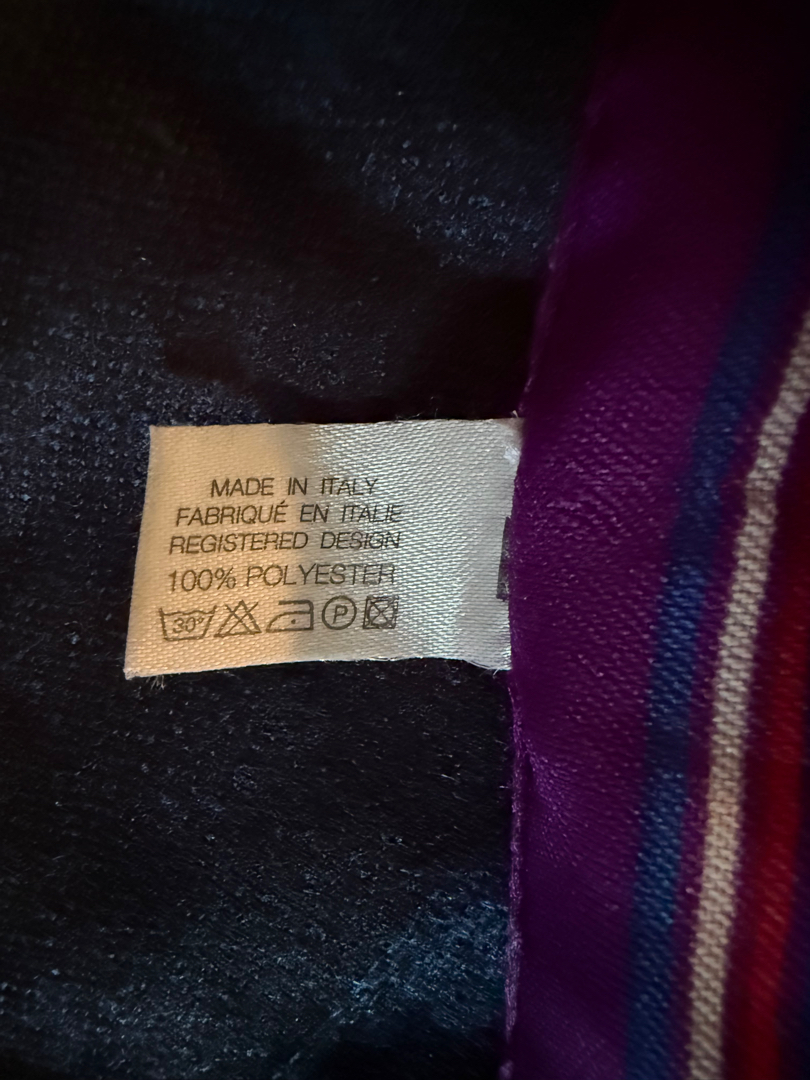 MADE IN ITALY
FABRIQUÉ EN ITALIE
REGISTERED DESIGN
100% POLYESTER
30° P